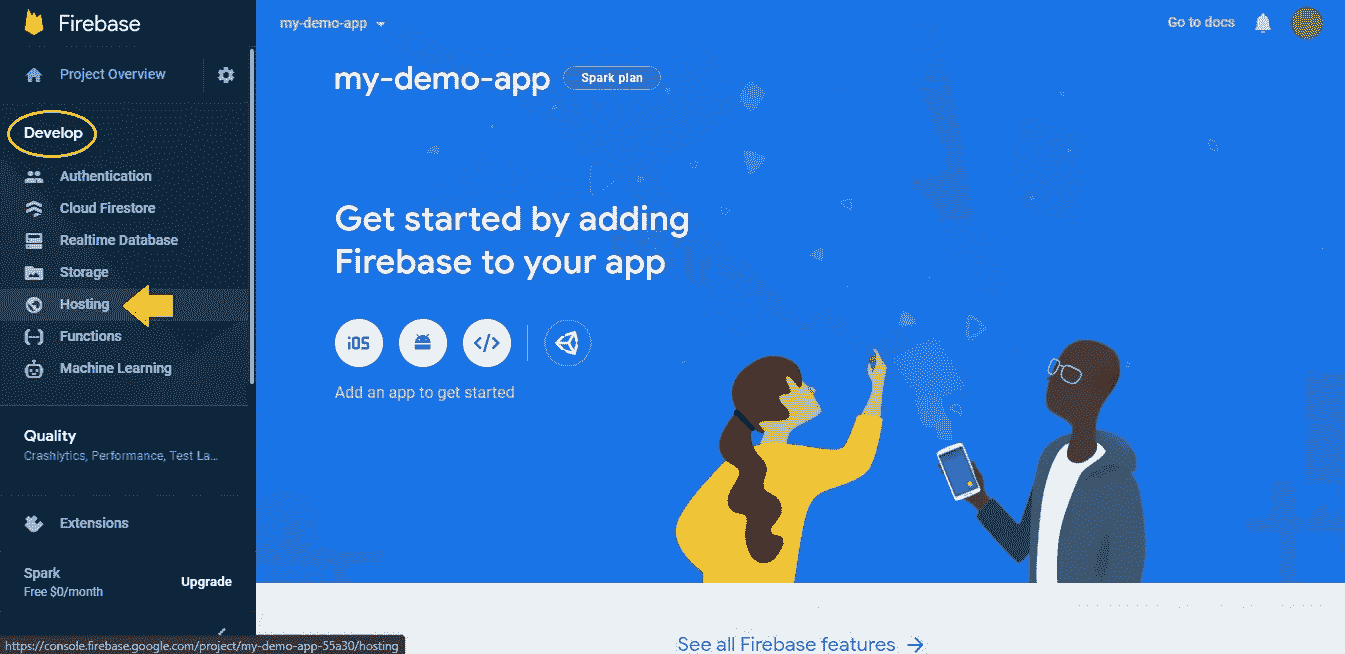 Firebase
Project Overview
Develop
Authentication
Cloud Firestore
Realtime Database
Storage
Hosting
Functions
Machine Learning
Quality
Crashlytics, Performance, Test La...
Extensions
Spark
Free $0/month
Upgrade
https://console.firebase.google.com/project/my-demo-app-55a30/hosting
my-demo-app
Go to docs
my-demo-app
Spark plan
Get started by adding
Firebase to your app
iOS
Add an app to get started
See all Firebase features